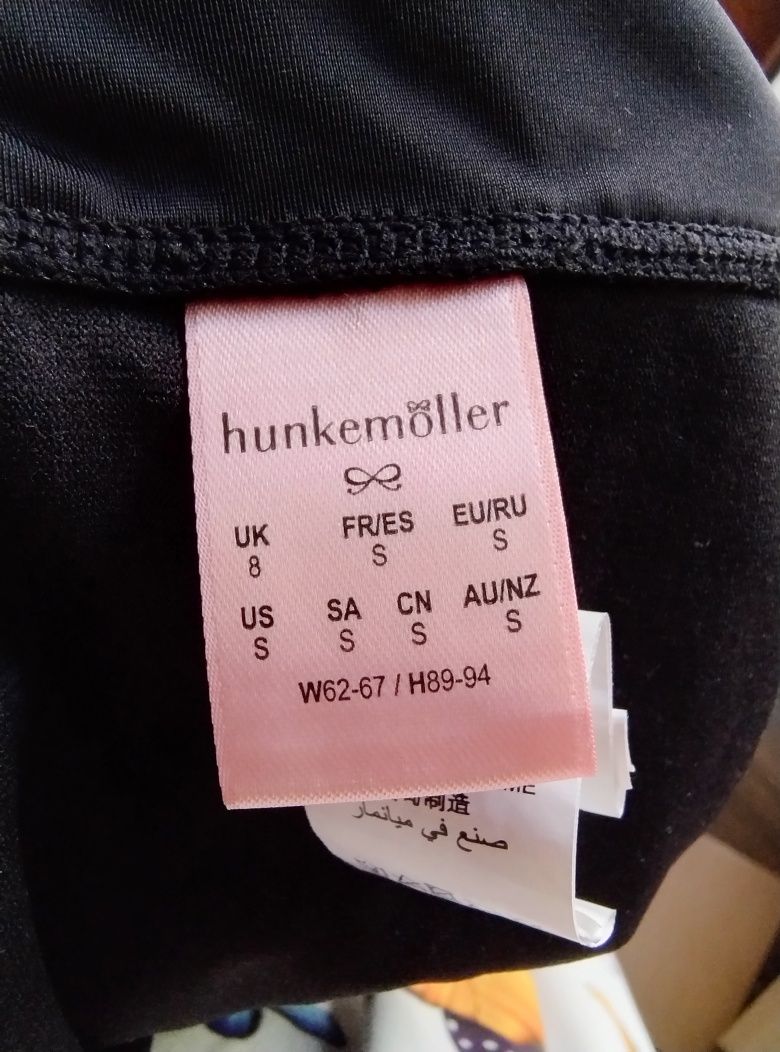 hunkemöller
UK FR/ES EU/RU
8 S S
US SA CN AU/NZ
S S S S
W62-67 / H89-94
制造
صنع في ميانمار